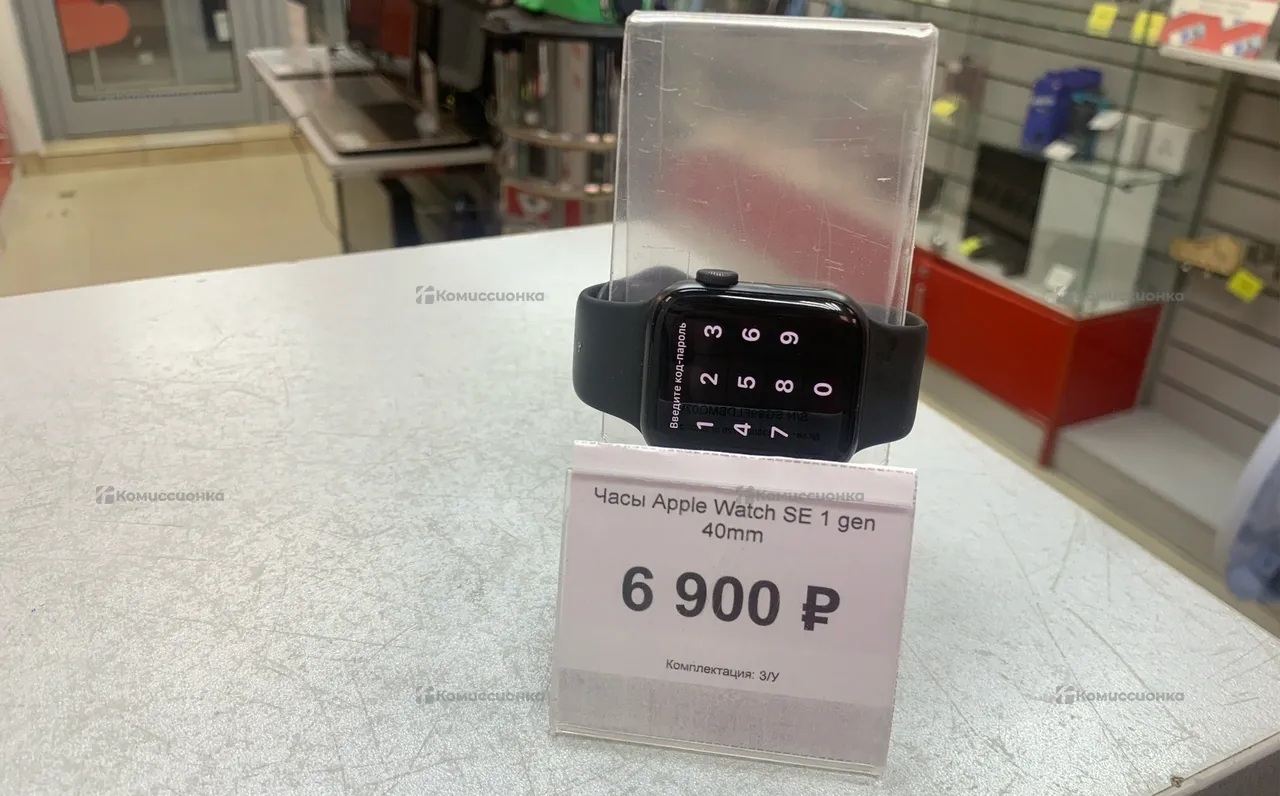 Введите код-пароль
1 2 3
4 5 6
7 8 9
0
Часы Apple Watch SE 1 gen
40mm
6 900 ₽
Комплектация: З/У
Комиссионка
Комиссионка
Комиссионка
Комиссионка
Комиссионка
Комиссионка